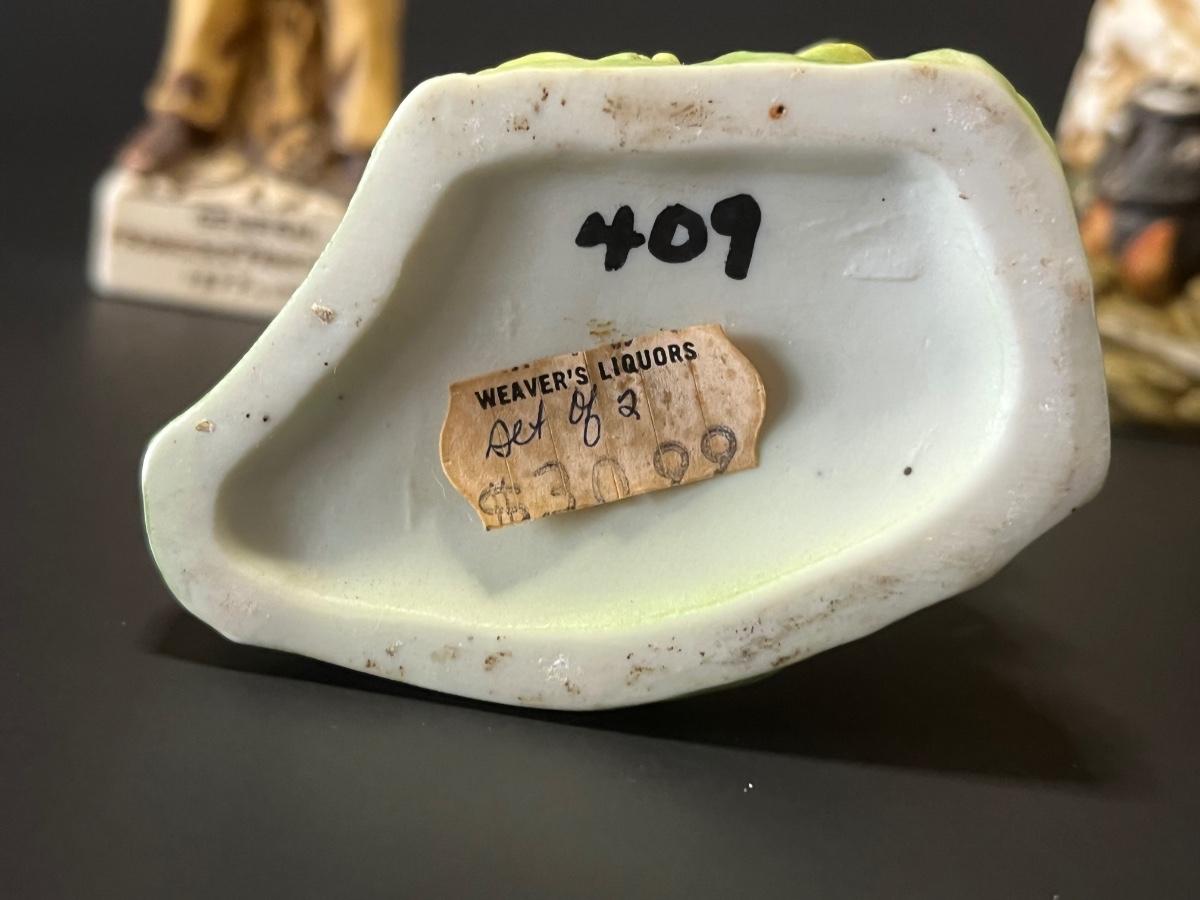 409
WEAVER'S LIQUORS
Set of 2
$30.99